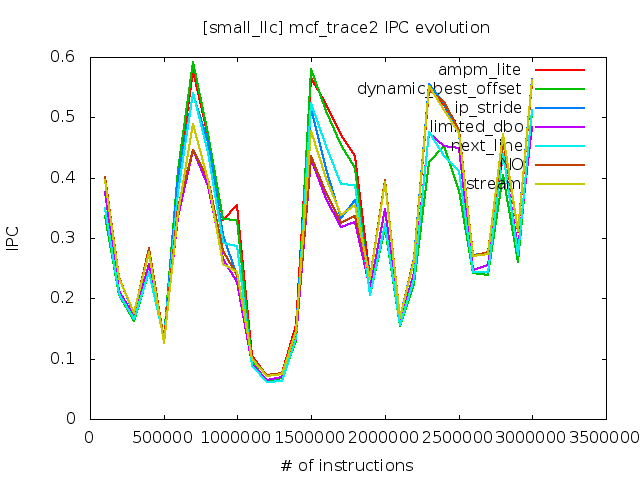 [small_llc] mcf_trace2 IPC evolution
0.6
0.5
0.4
0.3
0.2
0.1
0
IPC
ampm_lite
dynamic_best_offset
ip_stride
limited_dbo
next_line
NO
stream
0 500000 1000000 1500000 2000000 2500000 3000000 3500000
# of instructions